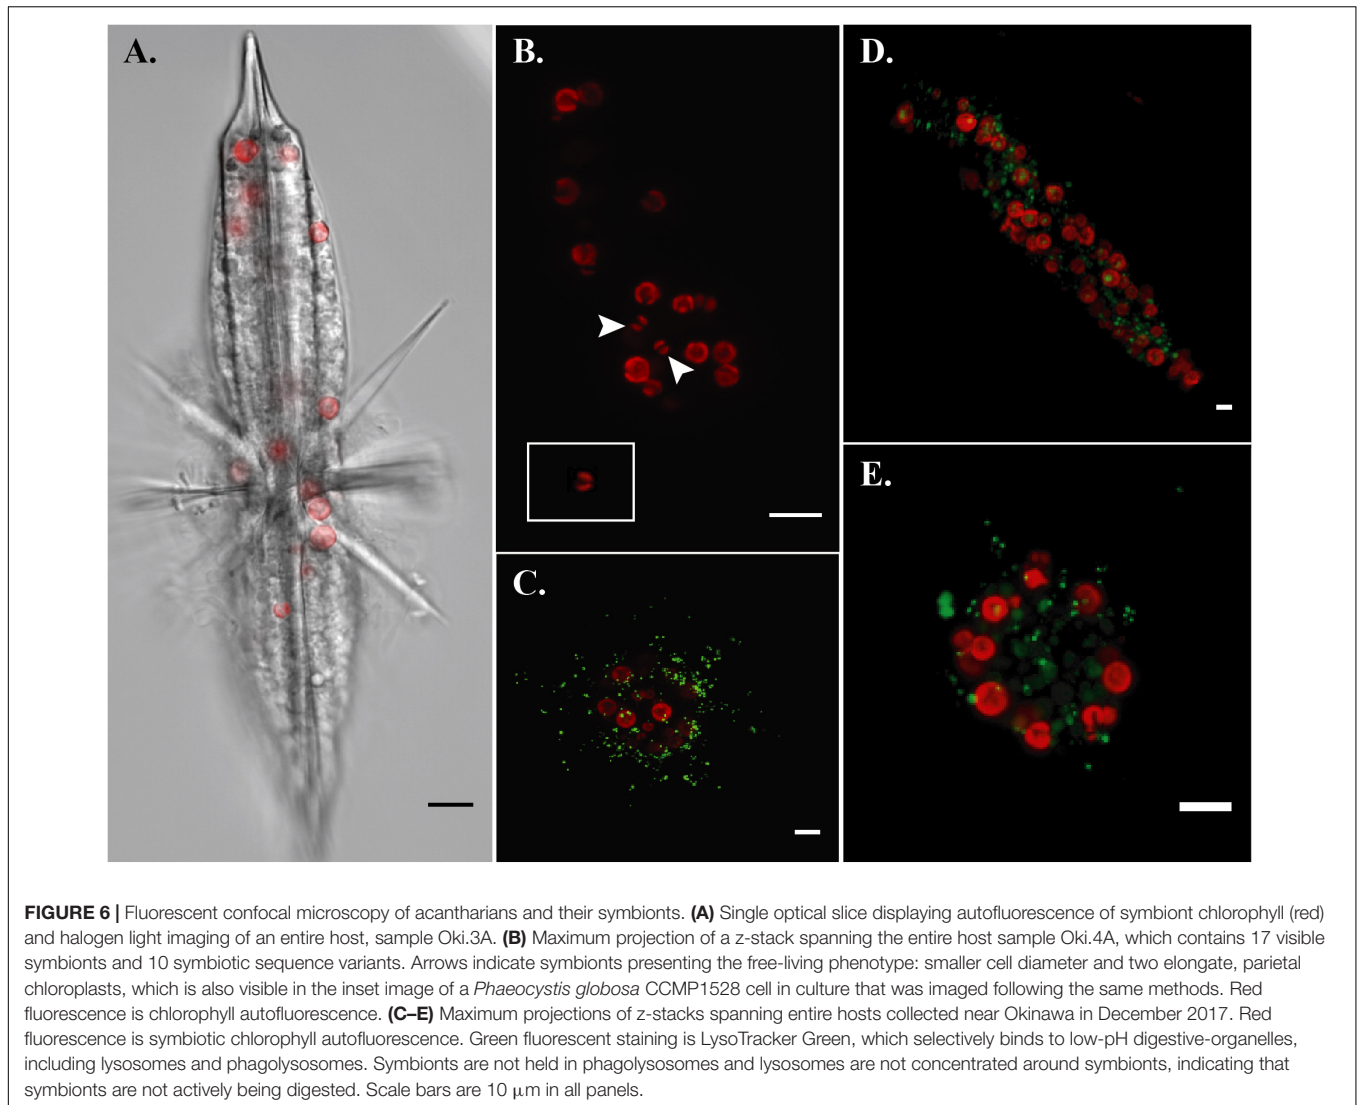 A.
B.
C.
D.
E.
FIGURE 6 | Fluorescent confocal microscopy of acantharians and their symbionts. (A) Single optical slice displaying autofluorescence of symbiont chlorophyll (red)
and halogen light imaging of an entire host, sample Oki.3A. (B) Maximum projection of a z-stack spanning the entire host sample Oki.4A, which contains 17 visible
symbionts and 10 symbiotic sequence variants. Arrows indicate symbionts presenting the free-living phenotype: smaller cell diameter and two elongate, parietal
chloroplasts, which is also visible in the inset image of a Phaeocystis globosa CCMP1528 cell in culture that was imaged following the same methods. Red
fluorescence is chlorophyll autofluorescence. (C–E) Maximum projections of z-stacks spanning entire hosts collected near Okinawa in December 2017. Red
fluorescence is symbiotic chlorophyll autofluorescence. Green fluorescent staining is LysoTracker Green, which selectively binds to low-pH digestive-organelles,
including lysosomes and phagolysosomes. Symbionts are not held in phagolysosomes and lysosomes are not concentrated around symbionts, indicating that
symbionts are not actively being digested. Scale bars are 10 μm in all panels.